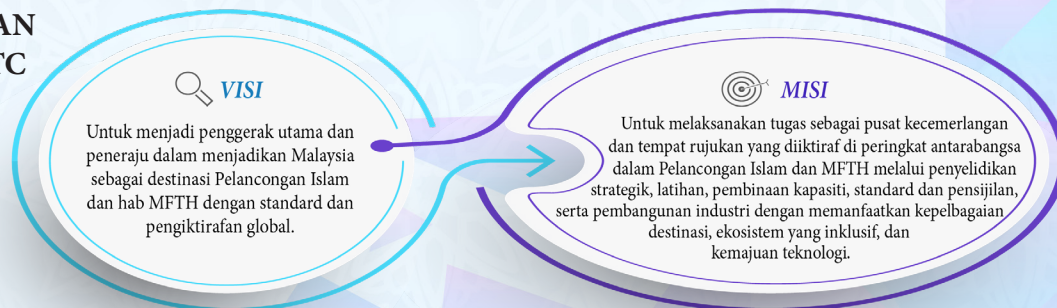 AN
TC
VISI
Untuk menjadi penggerak utama dan
peneraju dalam menjadikan Malaysia
sebagai destinasi Pelancongan Islam
dan hab MFTH dengan standard dan
pengiktirafan global.
MISI
Untuk melaksanakan tugas sebagai pusat kecemerlangan
dan tempat rujukan yang diiktiraf di peringkat antarabangsa
dalam Pelancongan Islam dan MFTH melalui penyelidikan
strategik, latihan, pembinaan kapasiti, standard dan pensijilan,
serta pembangunan industri dengan memanfaatkan kepelbagaian
destinasi, ekosistem yang inklusif, dan
kemajuan teknologi.